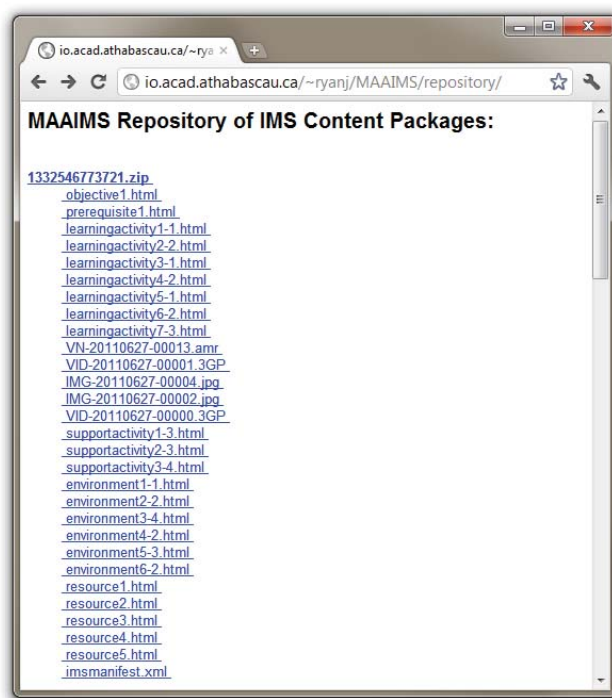 io.acad.athabascau.ca/~rya
io.acad.athabascau.ca/~ryanj/MAAIMS/repository/
MAAIMS Repository of IMS Content Packages:
1332546773721.zip
objective1.html
prerequisite1.html
learningactivity1-1.html
learningactivity2-2.html
learningactivity3-1.html
learningactivity4-2.html
learningactivity5-1.html
learningactivity6-2.html
learningactivity7-3.html
VN-20110627-00013.amr
VID-20110627-00001.3GP
IMG-20110627-00004.jpg
IMG-20110627-00002.jpg
VID-20110627-00000.3GP
supportactivity1-3.html
supportactivity2-3.html
supportactivity3-4.html
environment1-1.html
environment2-2.html
environment3-4.html
environment4-2.html
environment5-3.html
environment6-2.html
resource1.html
resource2.html
resource3.html
resource4.html
resource5.html
imsmanifest.xml